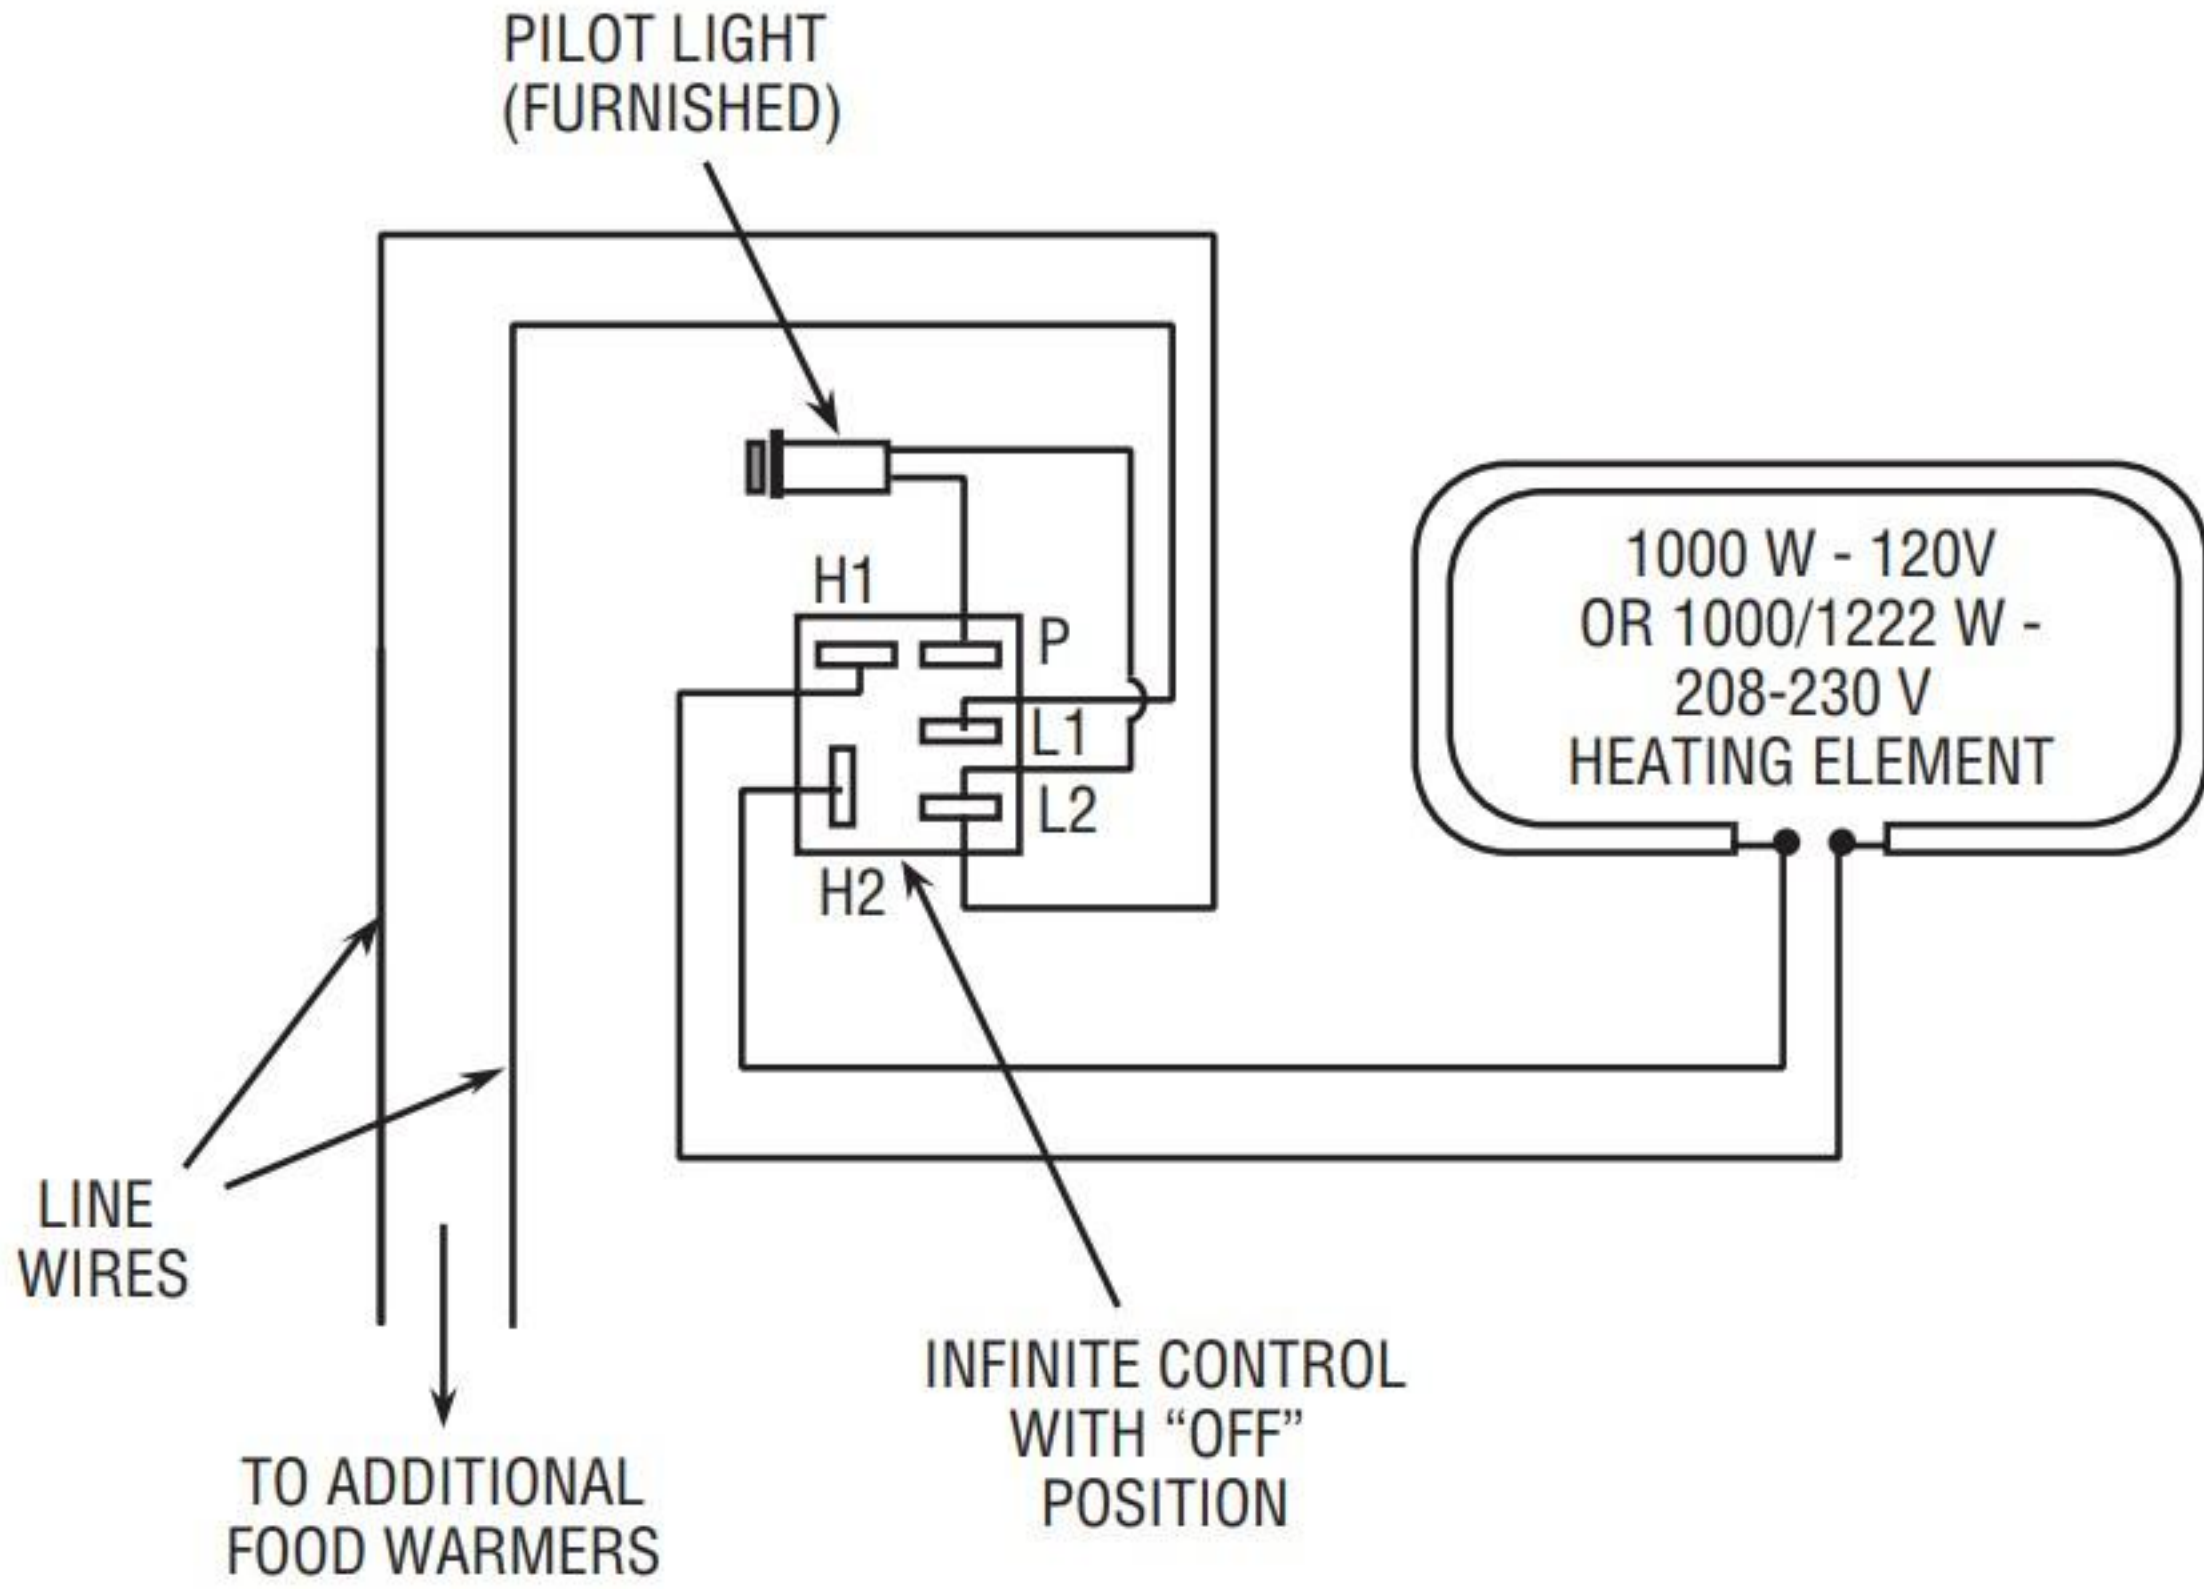 PILOT LIGHT
(FURNISHED)
H1
P
L1
L2
H2
1000 W - 120V
OR 1000/1222 W -
208-230 V
HEATING ELEMENT
LINE
WIRES
INFINITE CONTROL
WITH “OFF”
POSITION
TO ADDITIONAL
FOOD WARMERS